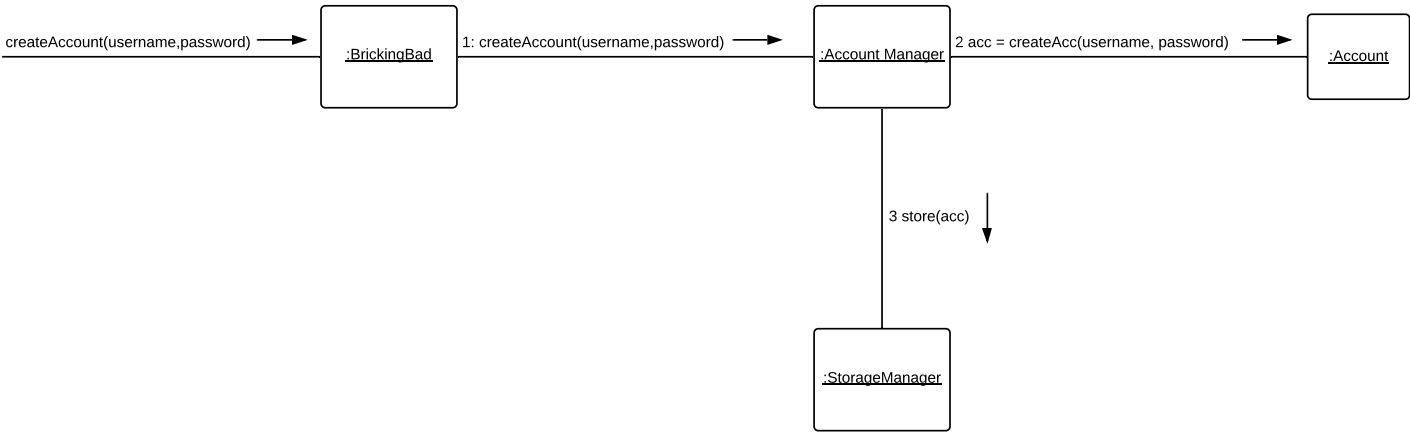 createAccount(username,password)
:BrickingBad
1: createAccount(username,password)
:Account Manager
2 acc = createAcc(username, password)
:Account
3 store(acc)
:StorageManager